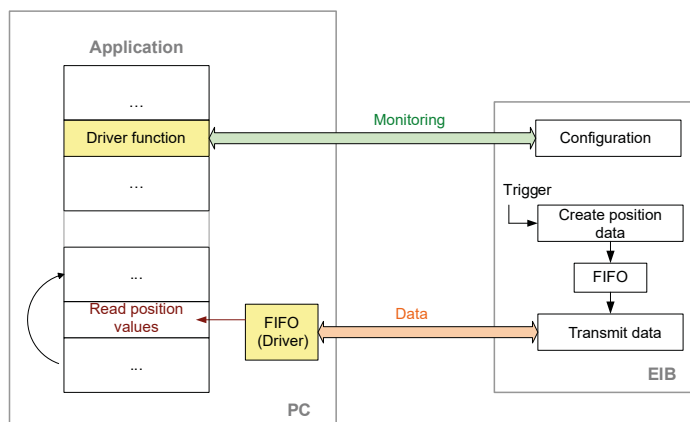 Application
...
Driver function
...
Monitoring
Configuration
Trigger
Create position
data
FIFO
...
Read position
values
...
FIFO
(Driver)
Data
Transmit data
PC
EIB